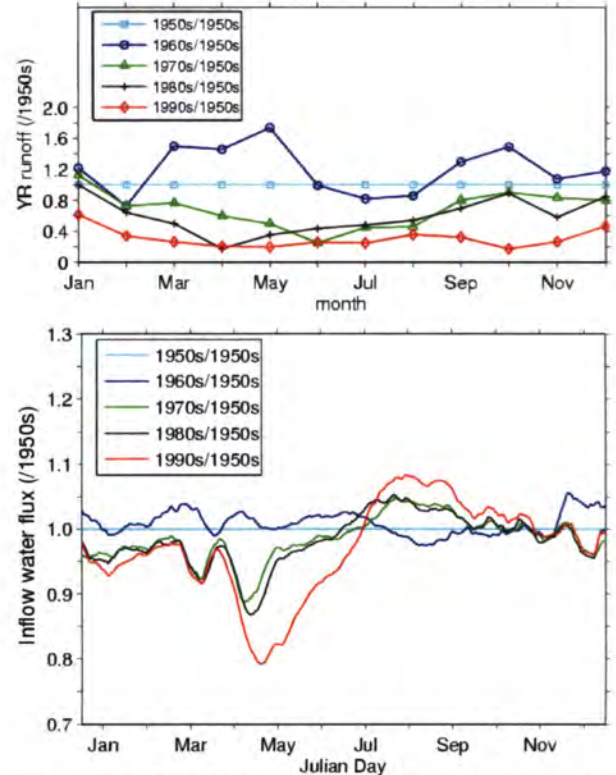 1950s/1950s
1960s/1950s
1970s/1950s
1980s/1950s
1990s/1950s
YR runoff (/1950s)
2.0
1.6
1.2
0.8
0.4
0
Jan Mar May Jul Sep Nov
month
1950s/1950s
1960s/1950s
1970s/1950s
1980s/1950s
1990s/1950s
Inflow water flux (/1950s)
1.3
1.2
1.1
1.0
0.9
0.8
0.7
Jan Mar May Jul Sep Nov
Julian Day